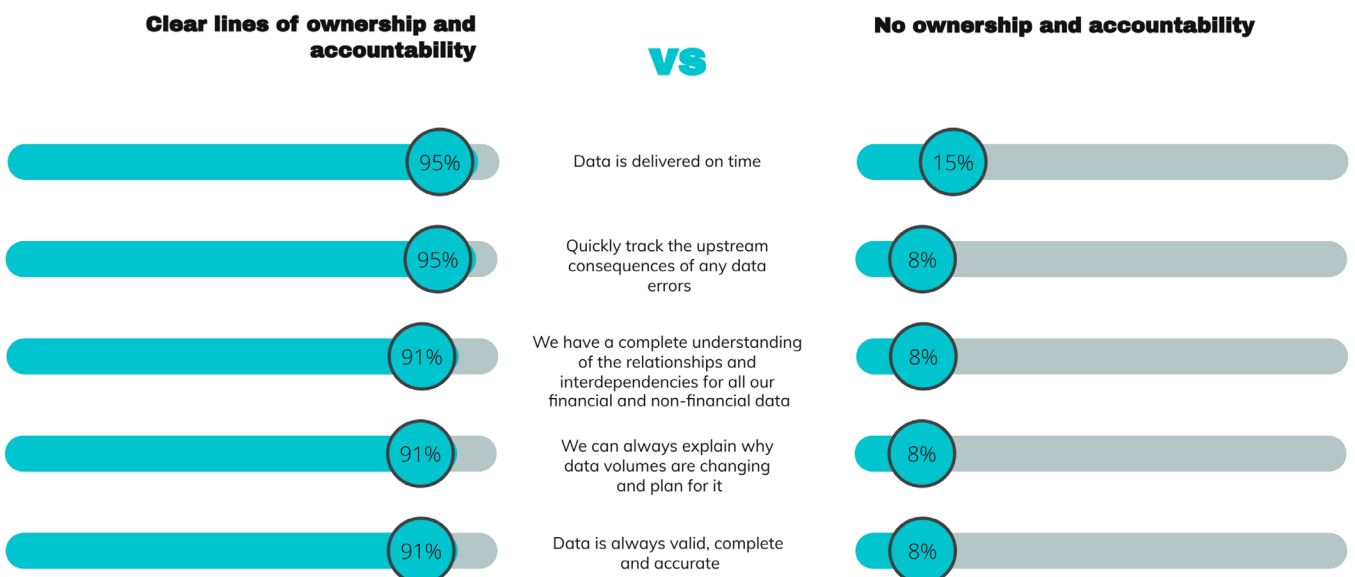 Clear lines of ownership and
accountability
VS
No ownership and accountability
95%
Data is delivered on time
15%
95%
Quickly track the upstream
consequences of any data
errors
8%
91%
We have a complete understanding
of the relationships and
interdependencies for all our
financial and non-financial data
8%
91%
We can always explain why
data volumes are changing
and plan for it
8%
91%
Data is always valid, complete
and accurate
8%